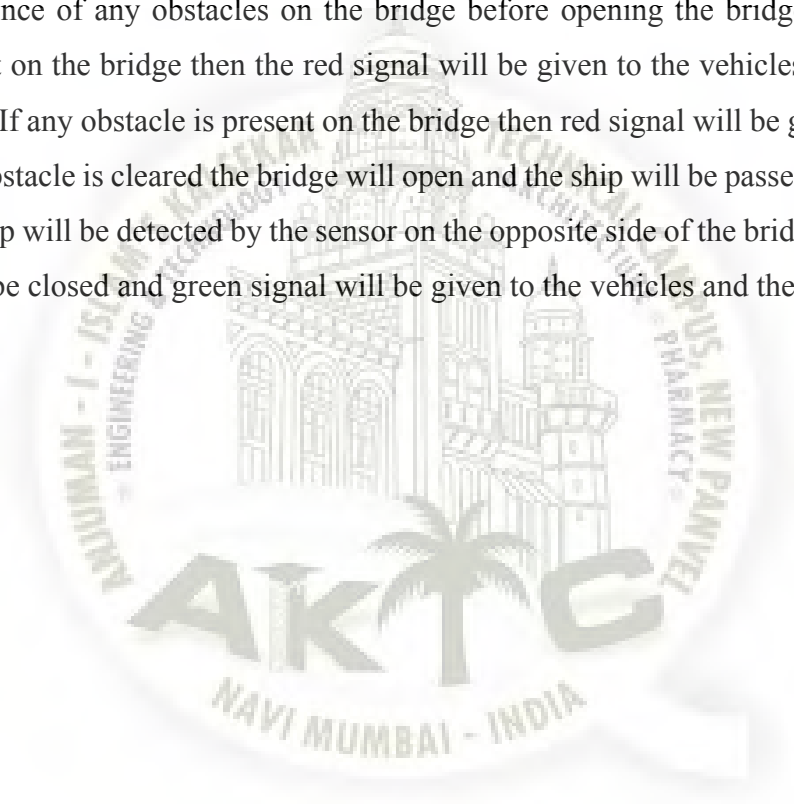 nce of any obstacles on the bridge before opening the bridg
on the bridge then the red signal will be given to the vehicles
If any obstacle is present on the bridge then red signal will be g
bstacle is cleared the bridge will open and the ship will be passe
p will be detected by the sensor on the opposite side of the brid
be closed and green signal will be given to the vehicles and the
ANJUMAN - I - ISLAM'S KALSEKAR TECHNICAL CAMPUS, NEW PANVEL
ENGINEERING & TECHNOLOGY ARCHITECTURE PHARMACY
AKTC
NAVI MUMBAI - INDIA